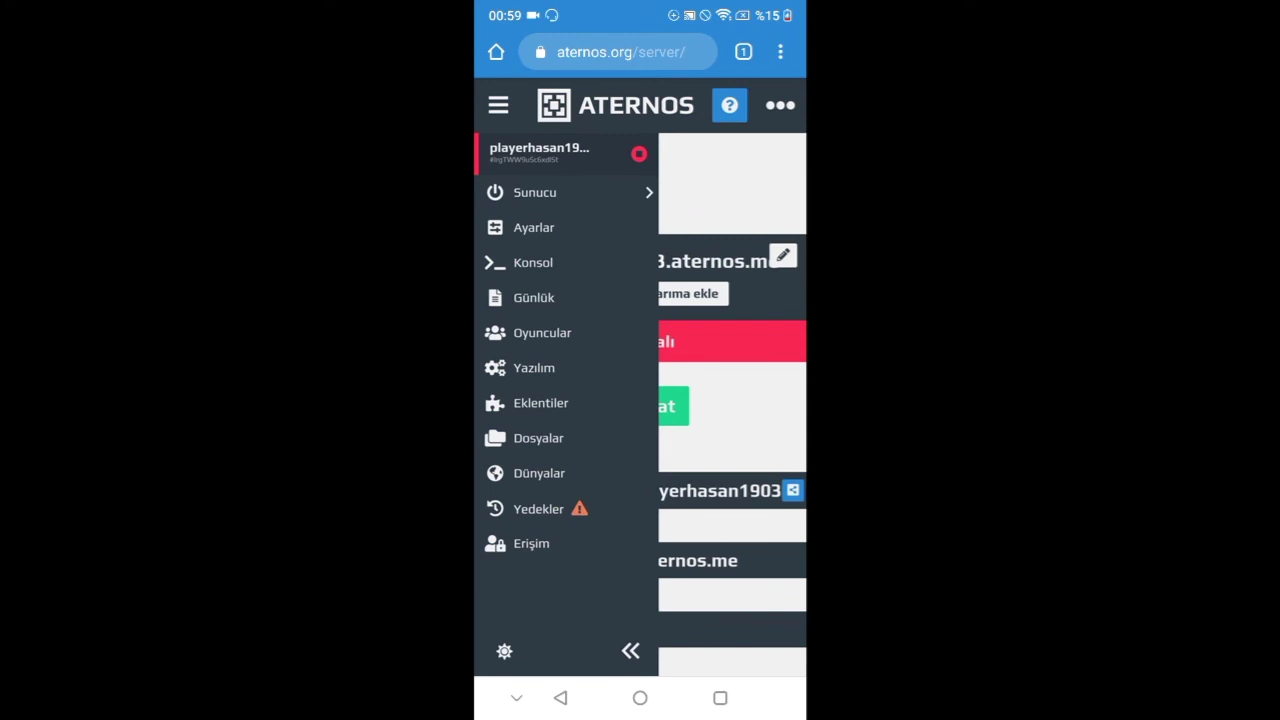 00:59
%15
aternos.org/server/
1
ATERNOS
playerhasan19...
Sunucu
Ayarlar
Konsol
Günlük
Oyuncular
Yazılım
Eklentiler
Dosyalar
Dünyalar
Yedekler
Erişim
3.aternos.m
arıma ekle
alı
at
yerhasan1903
ernos.me